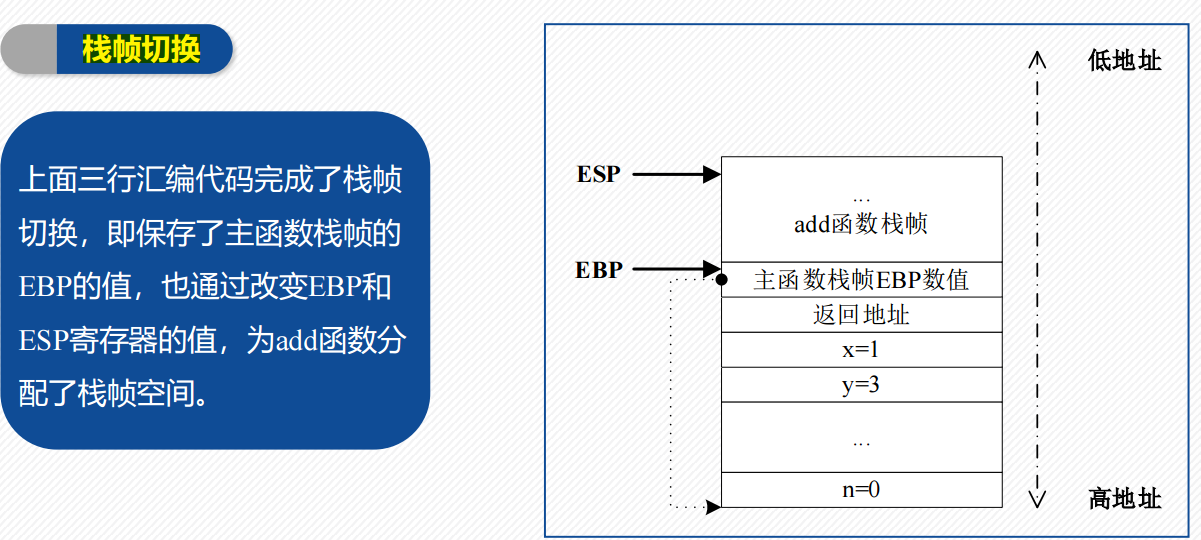 栈帧切换
上面三行汇编代码完成了栈帧
切换，即保存了主函数栈帧的
EBP的值，也通过改变EBP和
ESP寄存器的值，为add函数分
配了栈帧空间。
低地址
ESP
...
add函数栈帧
EBP
主函数栈帧EBP数值
返回地址
x=1
y=3
...
n=0
高地址